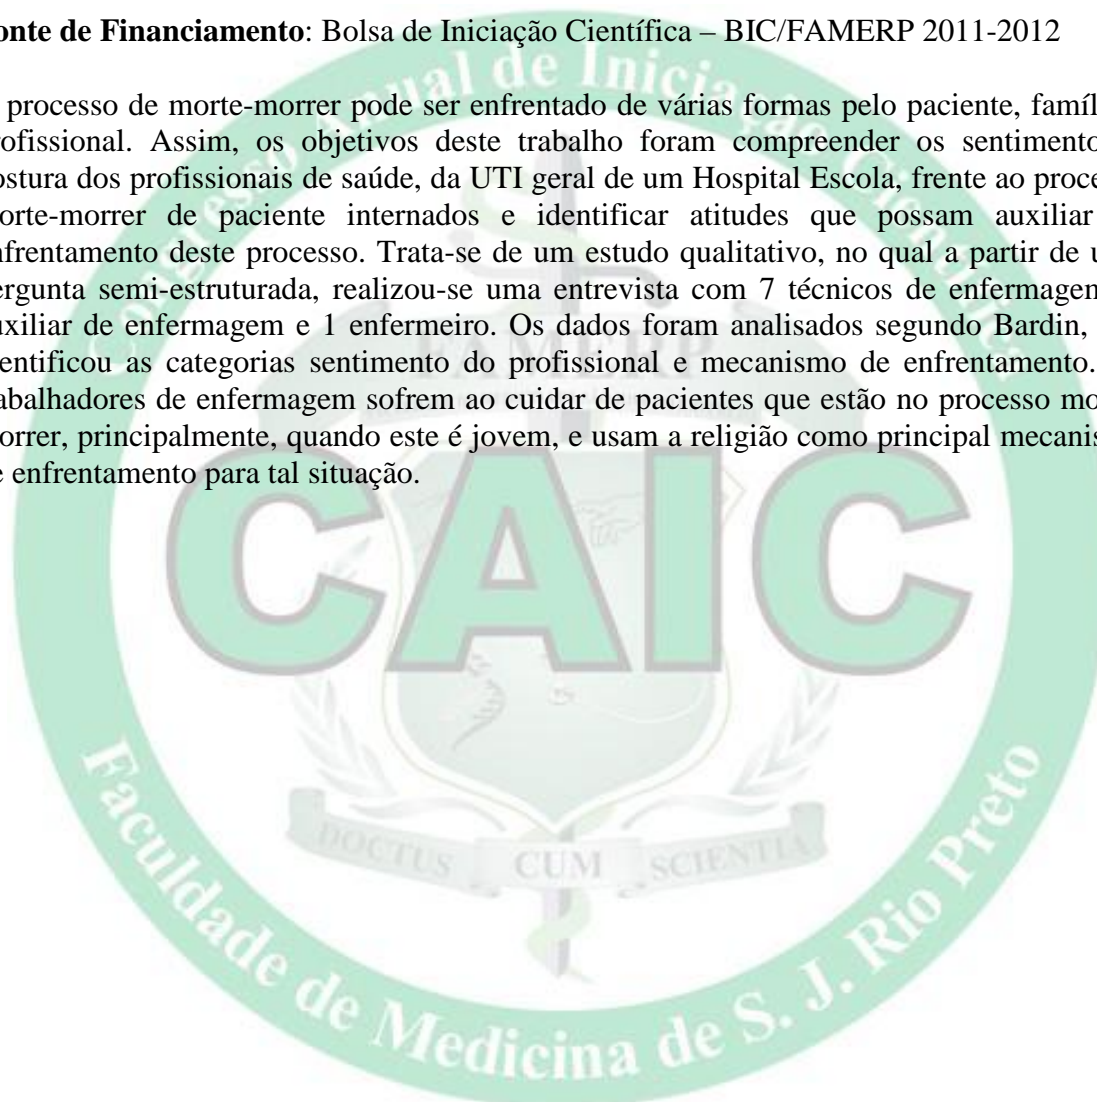 onte de Financiamento: Bolsa de Iniciação Científica – BIC/FAMERP 2011-2012
processo de morte-morrer pode ser enfrentado de várias formas pelo paciente, famíl
rofissional. Assim, os objetivos deste trabalho foram compreender os sentimento
ostura dos profissionais de saúde, da UTI geral de um Hospital Escola, frente ao proce
orte-morrer de paciente internados e identificar atitudes que possam auxiliar
nfrentamento deste processo. Trata-se de um estudo qualitativo, no qual a partir de u
ergunta semi-estruturada, realizou-se uma entrevista com 7 técnicos de enfermagem
uxiliar de enfermagem e 1 enfermeiro. Os dados foram analisados segundo Bardin,
entificou as categorias sentimento do profissional e mecanismo de enfrentamento.
abalhadores de enfermagem sofrem ao cuidar de pacientes que estão no processo mo
orrer, principalmente, quando este é jovem, e usam a religião como principal mecanis
e enfrentamento para tal situação.
Congresso Anual de Iniciação Científica
FAMERP
CAIC
DOCTUS CUM SCIENTIA
Faculdade de Medicina de S. J. Rio Preto